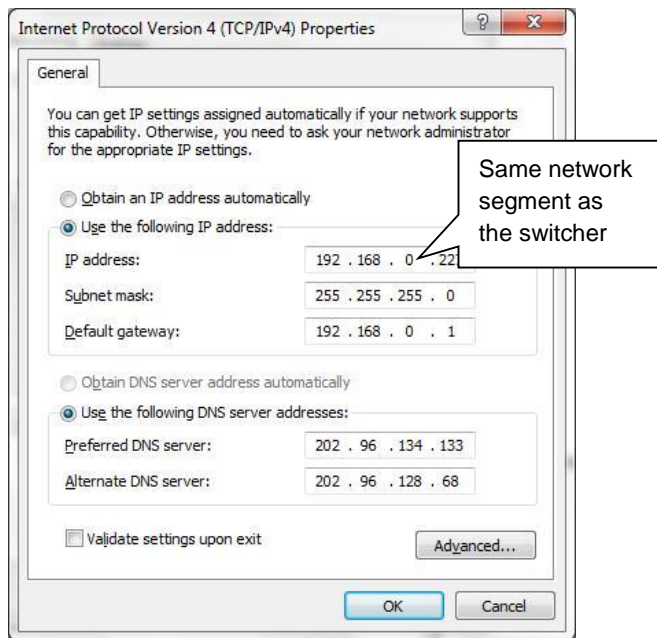 Internet Protocol Version 4 (TCP/IPv4) Properties
General
You can get IP settings assigned automatically if your network supports
this capability. Otherwise, you need to ask your network administrator
for the appropriate IP settings.
Same network
segment as
the switcher
Obtain an IP address automatically
Use the following IP address:
IP address: 192 . 168 . 0 .
Subnet mask: 255 . 255 . 255 . 0
Default gateway: 192 . 168 . 0 . 1
Obtain DNS server address automatically
Use the following DNS server addresses:
Preferred DNS server: 202 . 96 . 134 . 133
Alternate DNS server: 202 . 96 . 128 . 68
Validate settings upon exit
Advanced...
OK
Cancel